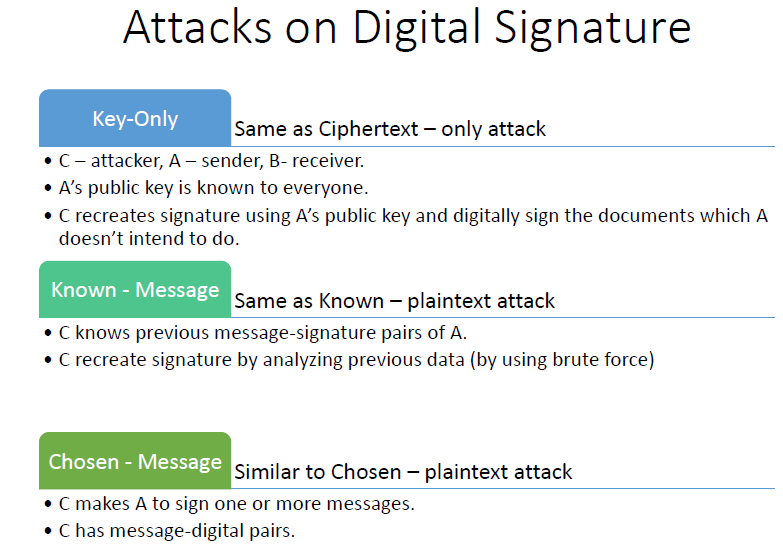 Attacks on Digital Signature
Key-Only
Same as Ciphertext – only attack
• C – attacker, A – sender, B- receiver.
• A’s public key is known to everyone.
• C recreates signature using A’s public key and digitally sign the documents which A
doesn’t intend to do.
Known - Message
Same as Known – plaintext attack
• C knows previous message-signature pairs of A.
• C recreate signature by analyzing previous data (by using brute force)
Chosen - Message
Similar to Chosen – plaintext attack
• C makes A to sign one or more messages.
• C has message-digital pairs.